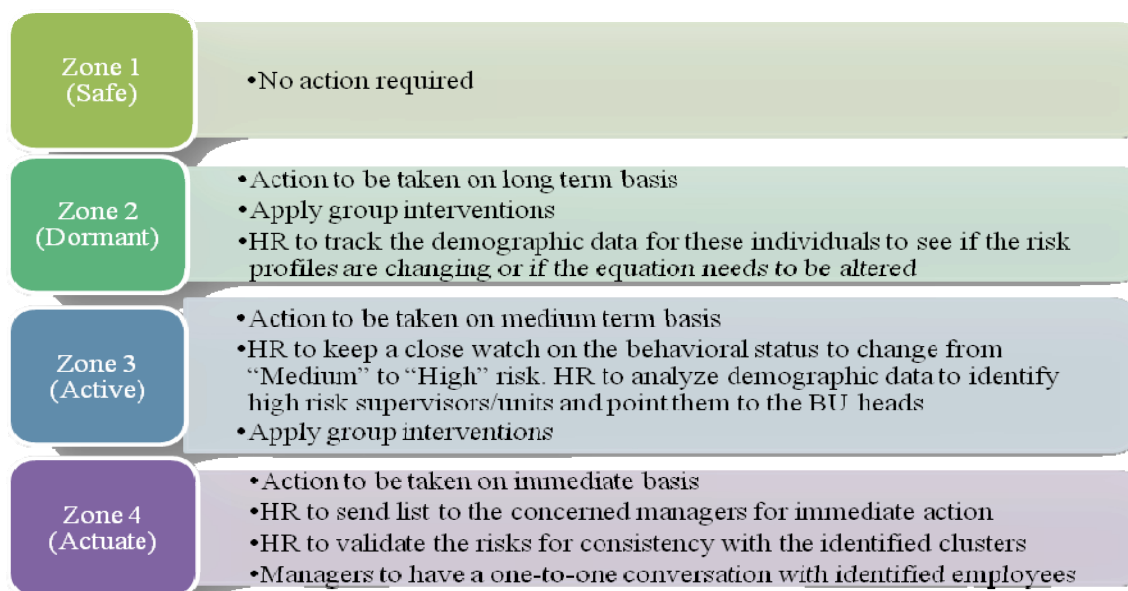 Zone 1
(Safe)
•No action required
Zone 2
(Dormant)
•Action to be taken on long term basis
•Apply group interventions
•HR to track the demographic data for these individuals to see if the risk
profiles are changing or if the equation needs to be altered
Zone 3
(Active)
•Action to be taken on medium term basis
•HR to keep a close watch on the behavioral status to change from
“Medium” to “High” risk. HR to analyze demographic data to identify
high risk supervisors/units and point them to the BU heads
•Apply group interventions
Zone 4
(Actuate)
•Action to be taken on immediate basis
•HR to send list to the concerned managers for immediate action
•HR to validate the risks for consistency with the identified clusters
•Managers to have a one-to-one conversation with identified employees